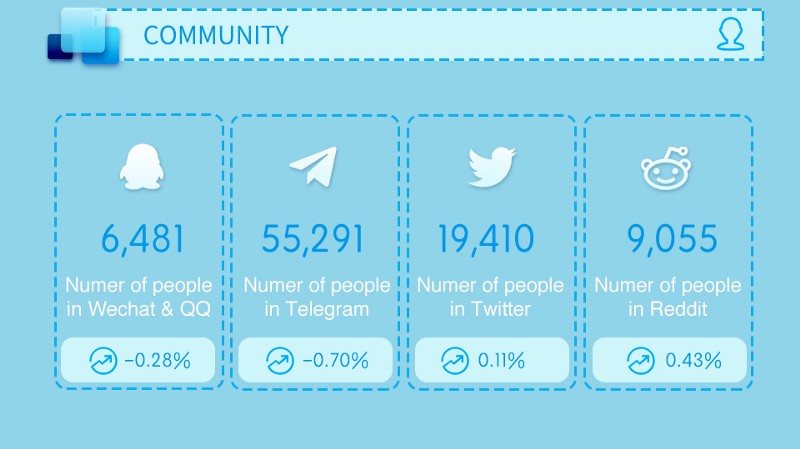 COMMUNITY
6,481
Numer of people
in Wechat & QQ
-0.28%
55,291
Numer of people
in Telegram
-0.70%
19,410
Numer of people
in Twitter
0.11%
9,055
Numer of people
in Reddit
0.43%